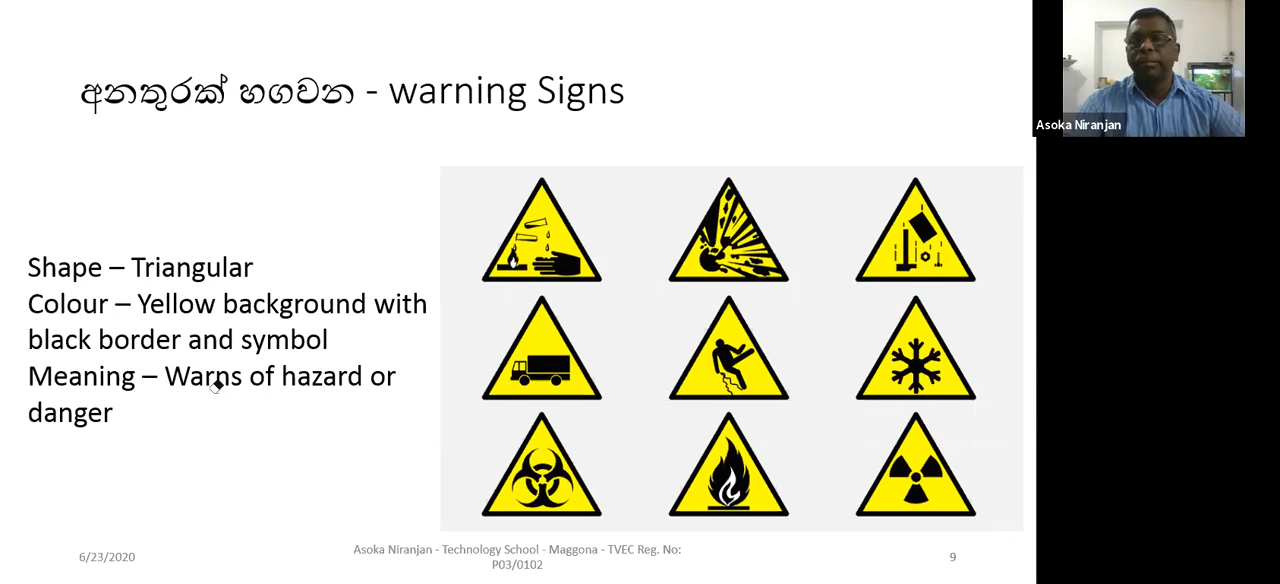 අනතුරක් හගවන - warning Signs
Asoka Niranjan
Shape – Triangular
Colour – Yellow background with
black border and symbol
Meaning – Warns of hazard or
danger
6/23/2020
Asoka Niranjan - Technology School - Maggona - TVEC Reg. No:
P03/0102
9